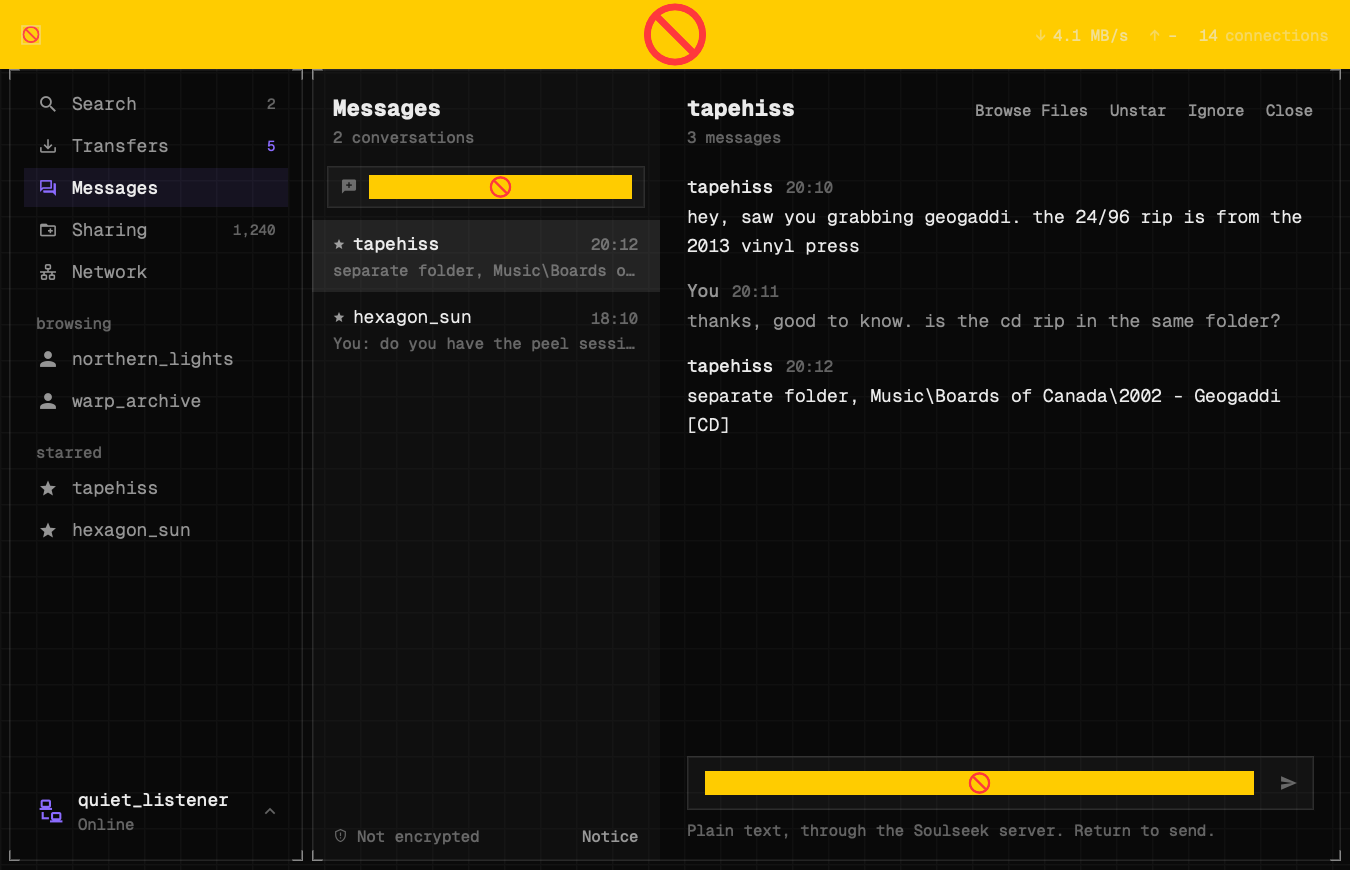 ↓ 4.1 MB/s ↑ – 14 connections
Search 2
Transfers 5
Messages
Sharing 1,240
Network
browsing
northern_lights
warp_archive
starred
tapehiss
hexagon_sun
quiet_listener
Online
Messages
2 conversations
tapehiss 20:12
separate folder, Music\Boards o…
hexagon_sun 18:10
You: do you have the peel sessi…
Not encrypted Notice
tapehiss
3 messages
Browse Files Unstar Ignore Close
tapehiss 20:10
hey, saw you grabbing geogaddi. the 24/96 rip is from the
2013 vinyl press
You 20:11
thanks, good to know. is the cd rip in the same folder?
tapehiss 20:12
separate folder, Music\Boards of Canada\2002 - Geogaddi
[CD]
Plain text, through the Soulseek server. Return to send.